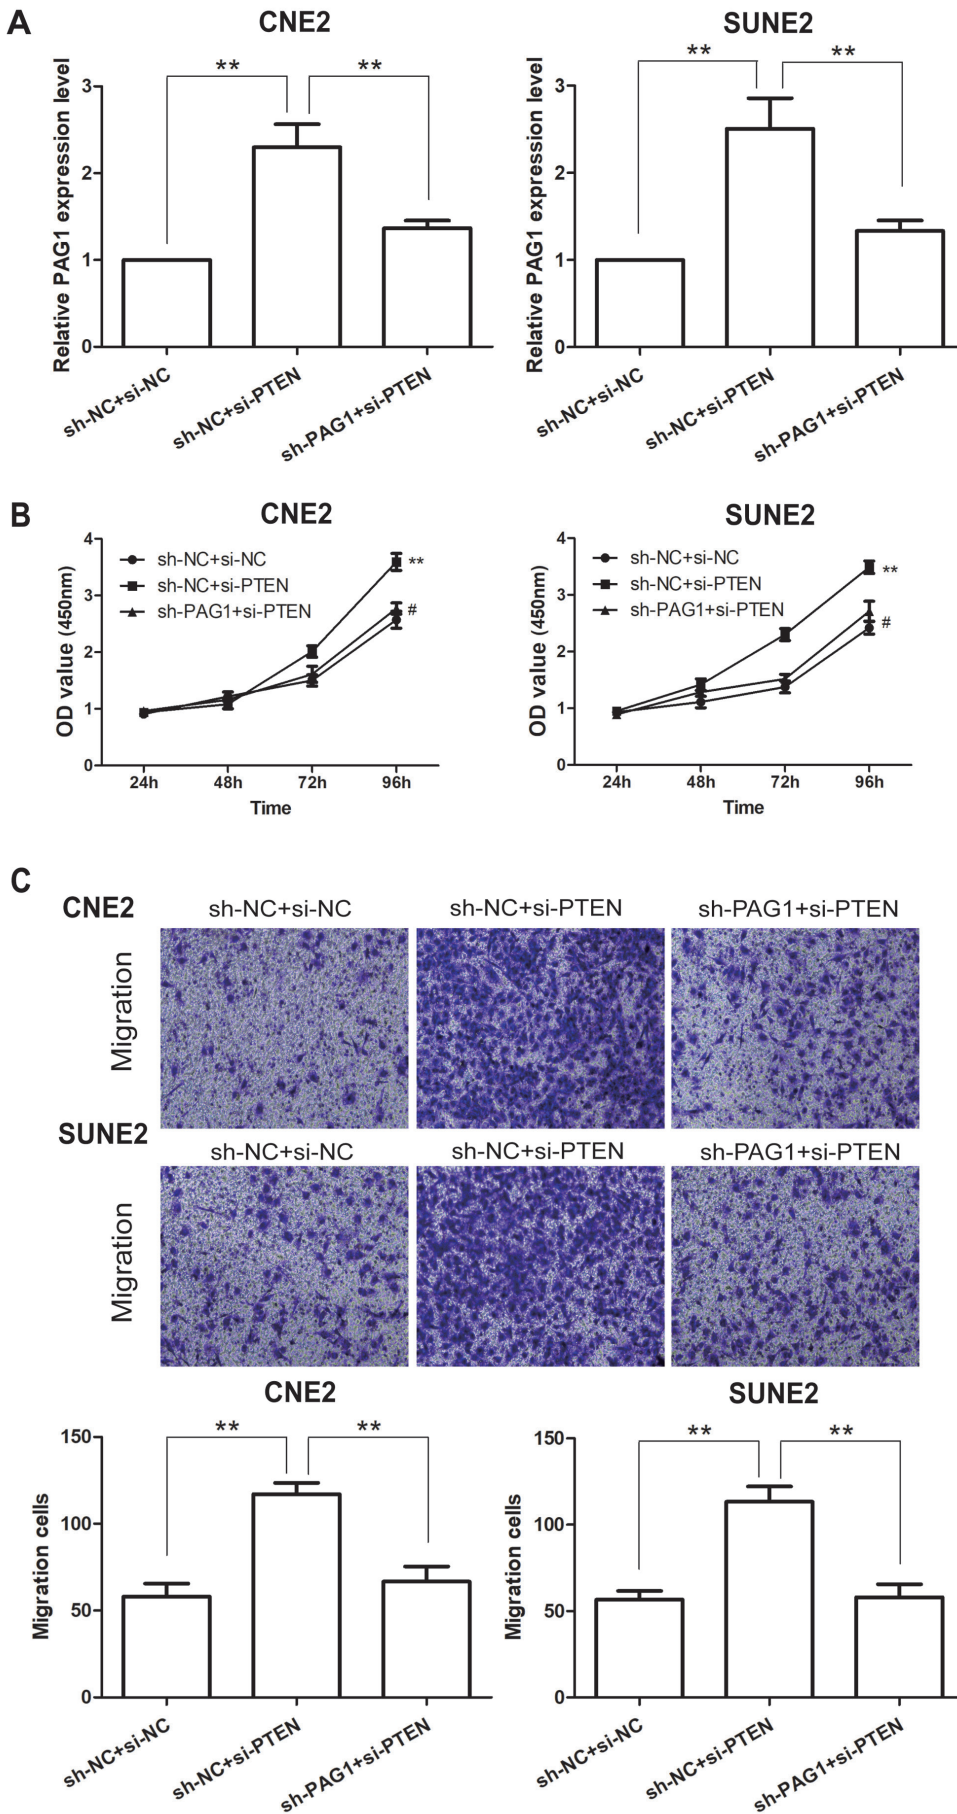 A
CNE2
SUNE2
** **
** **
Relative PAG1 expression level
3
2
1
0
sh-NC+si-NC
sh-NC+si-PTEN
sh-PAG1+si-PTEN
Relative PAG1 expression level
3
2
1
0
sh-NC+si-NC
sh-NC+si-PTEN
sh-PAG1+si-PTEN
B
CNE2
OD value (450nm)
4
3
2
1
0
sh-NC+si-NC
sh-NC+si-PTEN
sh-PAG1+si-PTEN
**
#
24h 48h 72h 96h
Time
SUNE2
OD value (450nm)
4
3
2
1
0
sh-NC+si-NC
sh-NC+si-PTEN
sh-PAG1+si-PTEN
**
#
24h 48h 72h 96h
Time
C
CNE2
sh-NC+si-NC sh-NC+si-PTEN sh-PAG1+si-PTEN
Migration
SUNE2
sh-NC+si-NC sh-NC+si-PTEN sh-PAG1+si-PTEN
Migration
CNE2
** **
Migration cells
150
100
50
0
sh-NC+si-NC
sh-NC+si-PTEN
sh-PAG1+si-PTEN
SUNE2
** **
Migration cells
150
100
50
0
sh-NC+si-NC
sh-NC+si-PTEN
sh-PAG1+si-PTEN